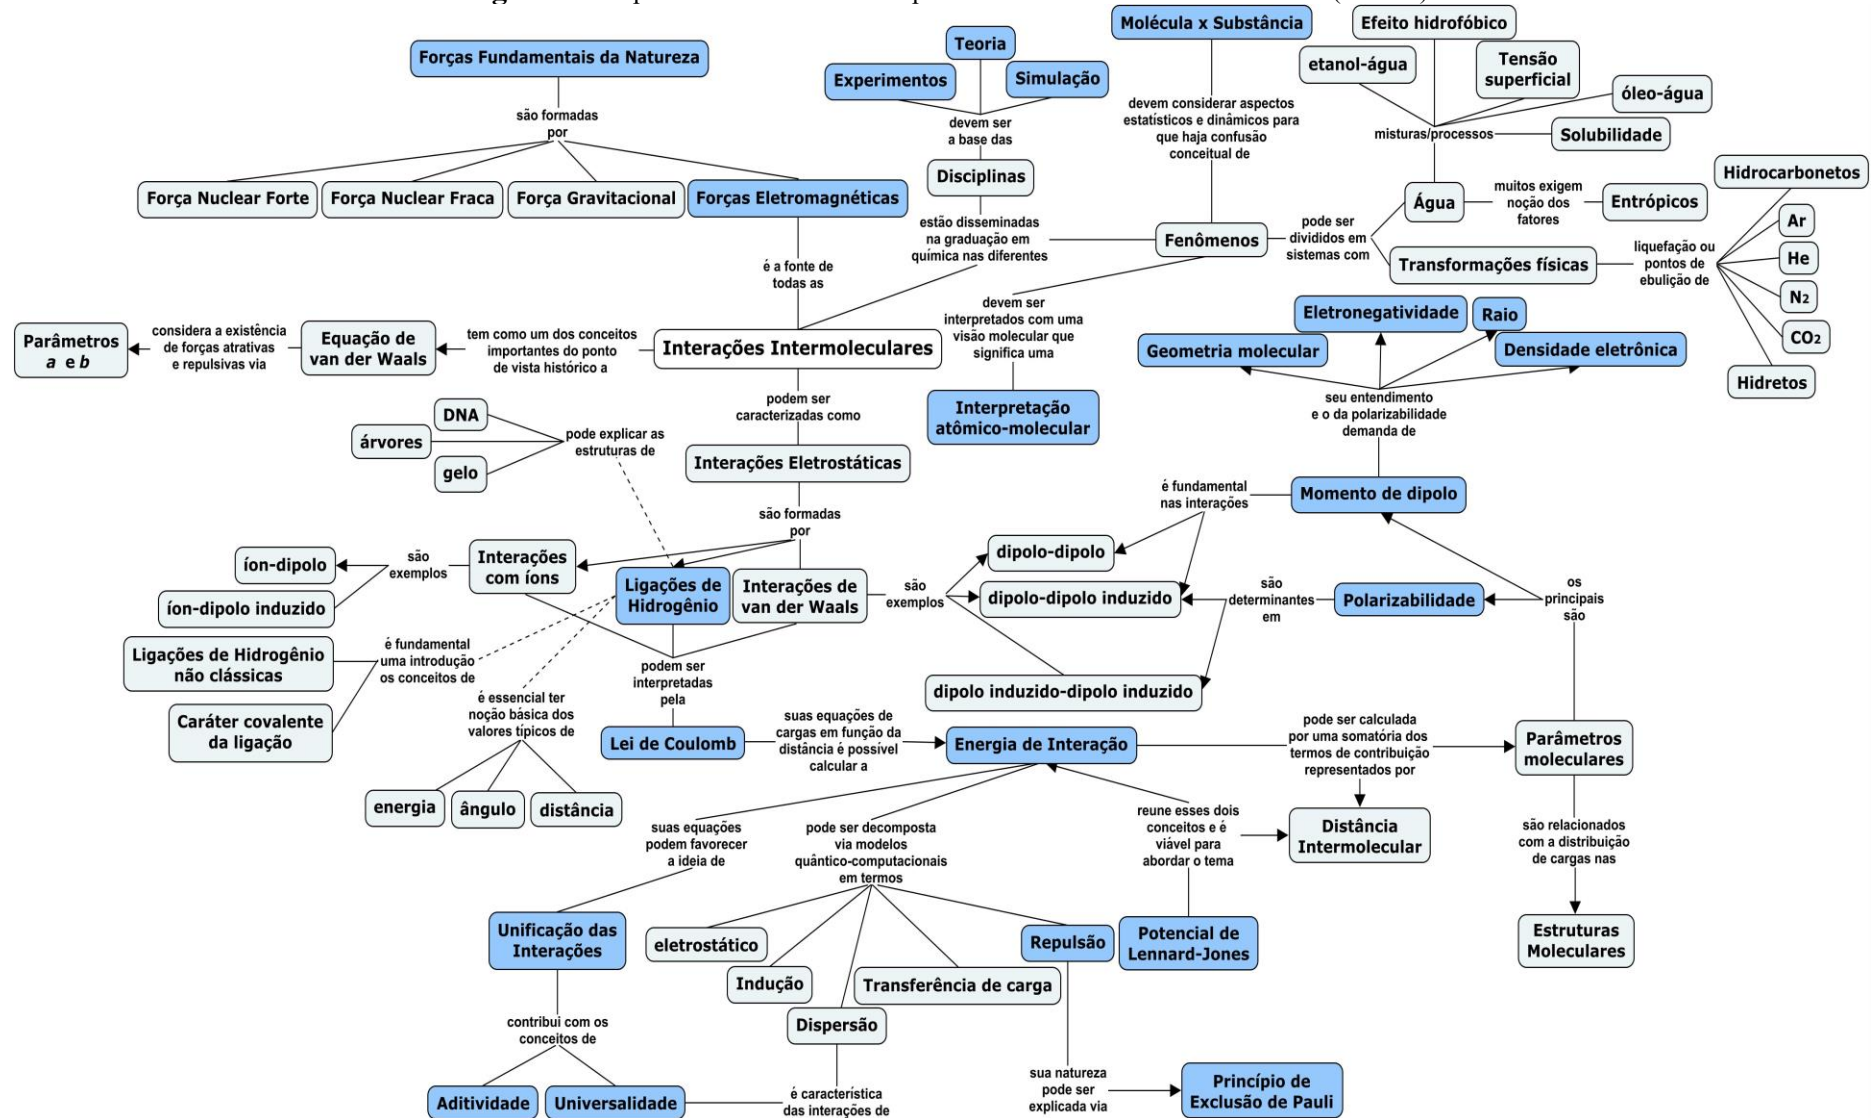 Molécula x Substância
Efeito hidrofóbico
Teoria
Forças Fundamentais da Natureza
etanol-água
Tensão
superficial
Experimentos
Simulação
óleo-água
são formadas
por
devem ser
a base das
devem considerar aspectos
estatísticos e dinâmicos para
que haja confusão
conceitual de
misturas/processos
Solubilidade
Hidrocarbonetos
Força Nuclear Forte
Força Nuclear Fraca
Força Gravitacional
Forças Eletromagnéticas
Disciplinas
Água
muitos exigem
noção dos
fatores
Entrópicos
Ar
estão disseminadas
na graduação em
química nas diferentes
Fenômenos
pode ser
divididos em
sistemas com
Transformações físicas
liquefação ou
pontos de
ebulição de
He
é a fonte de
todas as
N2
devem ser
interpretados com uma
visão molecular que
significa uma
Eletronegatividade
Raio
CO2
Parâmetros
a e b
considera a existência
de forças atrativas
e repulsivas via
Equação de
van der Waals
tem como um dos conceitos
importantes do ponto
de vista histórico a
Interações Intermoleculares
Geometria molecular
Densidade eletrônica
Hidretos
podem ser
caracterizadas como
Interpretação
atômico-molecular
seu entendimento
e o da polarizabilidade
demanda de
DNA
árvores
gelo
pode explicar as
estruturas de
Interações Eletrostáticas
é fundamental
nas interações
Momento de dipolo
são formadas
por
íon-dipolo
são
exemplos
Interações
com íons
dipolo-dipolo
íon-dipolo induzido
Ligações de
Hidrogênio
Interações de
van der Waals
são
exemplos
dipolo-dipolo induzido
são
determinantes
em
Polarizabilidade
os
principais
são
Ligações de Hidrogênio
não clássicas
é fundamental
uma introdução
os conceitos de
podem ser
interpretadas
pela
dipolo induzido-dipolo induzido
Caráter covalente
da ligação
é essencial ter
noção básica dos
valores típicos de
Lei de Coulomb
suas equações de
cargas em função da
distância é possível
calcular a
Energia de Interação
pode ser calculada
por uma somatória dos
termos de contribuição
representados por
Parâmetros
moleculares
energia
ângulo
distância
suas equações
podem favorecer
a ideia de
pode ser decomposta
via modelos
quântico-computacionais
em termos
reune esses dois
conceitos e é
viável para
abordar o tema
Distância
Intermolecular
são relacionados
com a distribuição
de cargas nas
Unificação das
Interações
eletrostático
Indução
Dispersão
Transferência de carga
Repulsão
Potencial de
Lennard-Jones
Estruturas
Moleculares
contribui com os
conceitos de
Aditividade
Universalidade
é característica
das interações de
sua natureza
pode ser
explicada via
Princípio de
Exclusão de Pauli